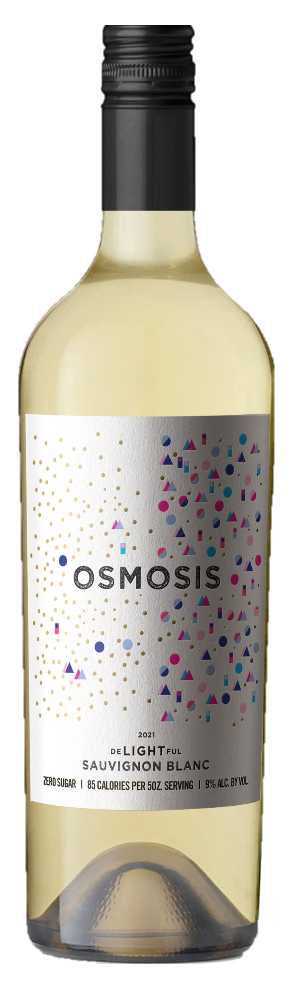 OSMOSIS
2021
DELIGHTFUL
SAUVIGNON BLANC
ZERO SUGAR | 85 CALORIES PER 5OZ. SERVING | 9% ALC. BY VOL.